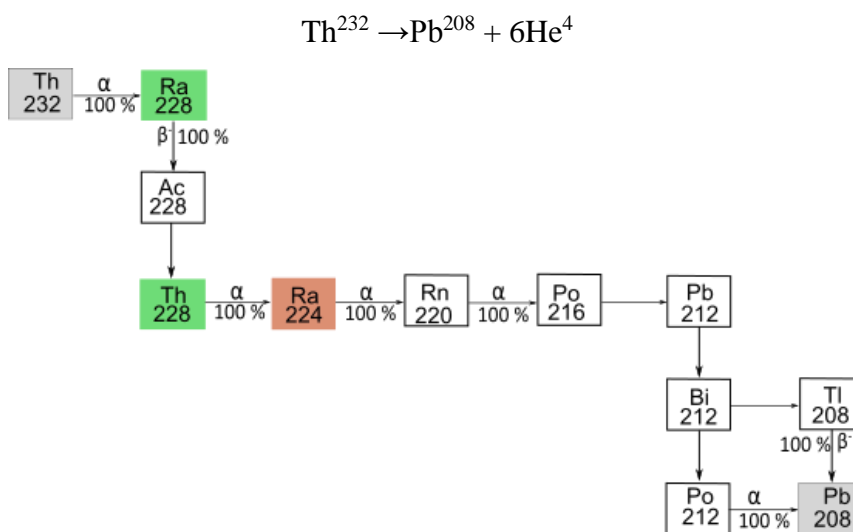 Th²³² →Pb²⁰⁸ + 6He⁴
Th 232
α
100 %
Ra 228
β⁻ 100 %
Ac 228
Th 228
α
100 %
Ra 224
α
100 %
Rn 220
α
100 %
Po 216
Pb 212
Bi 212
Tl 208
100 % β⁻
Po 212
α
100 %
Pb 208